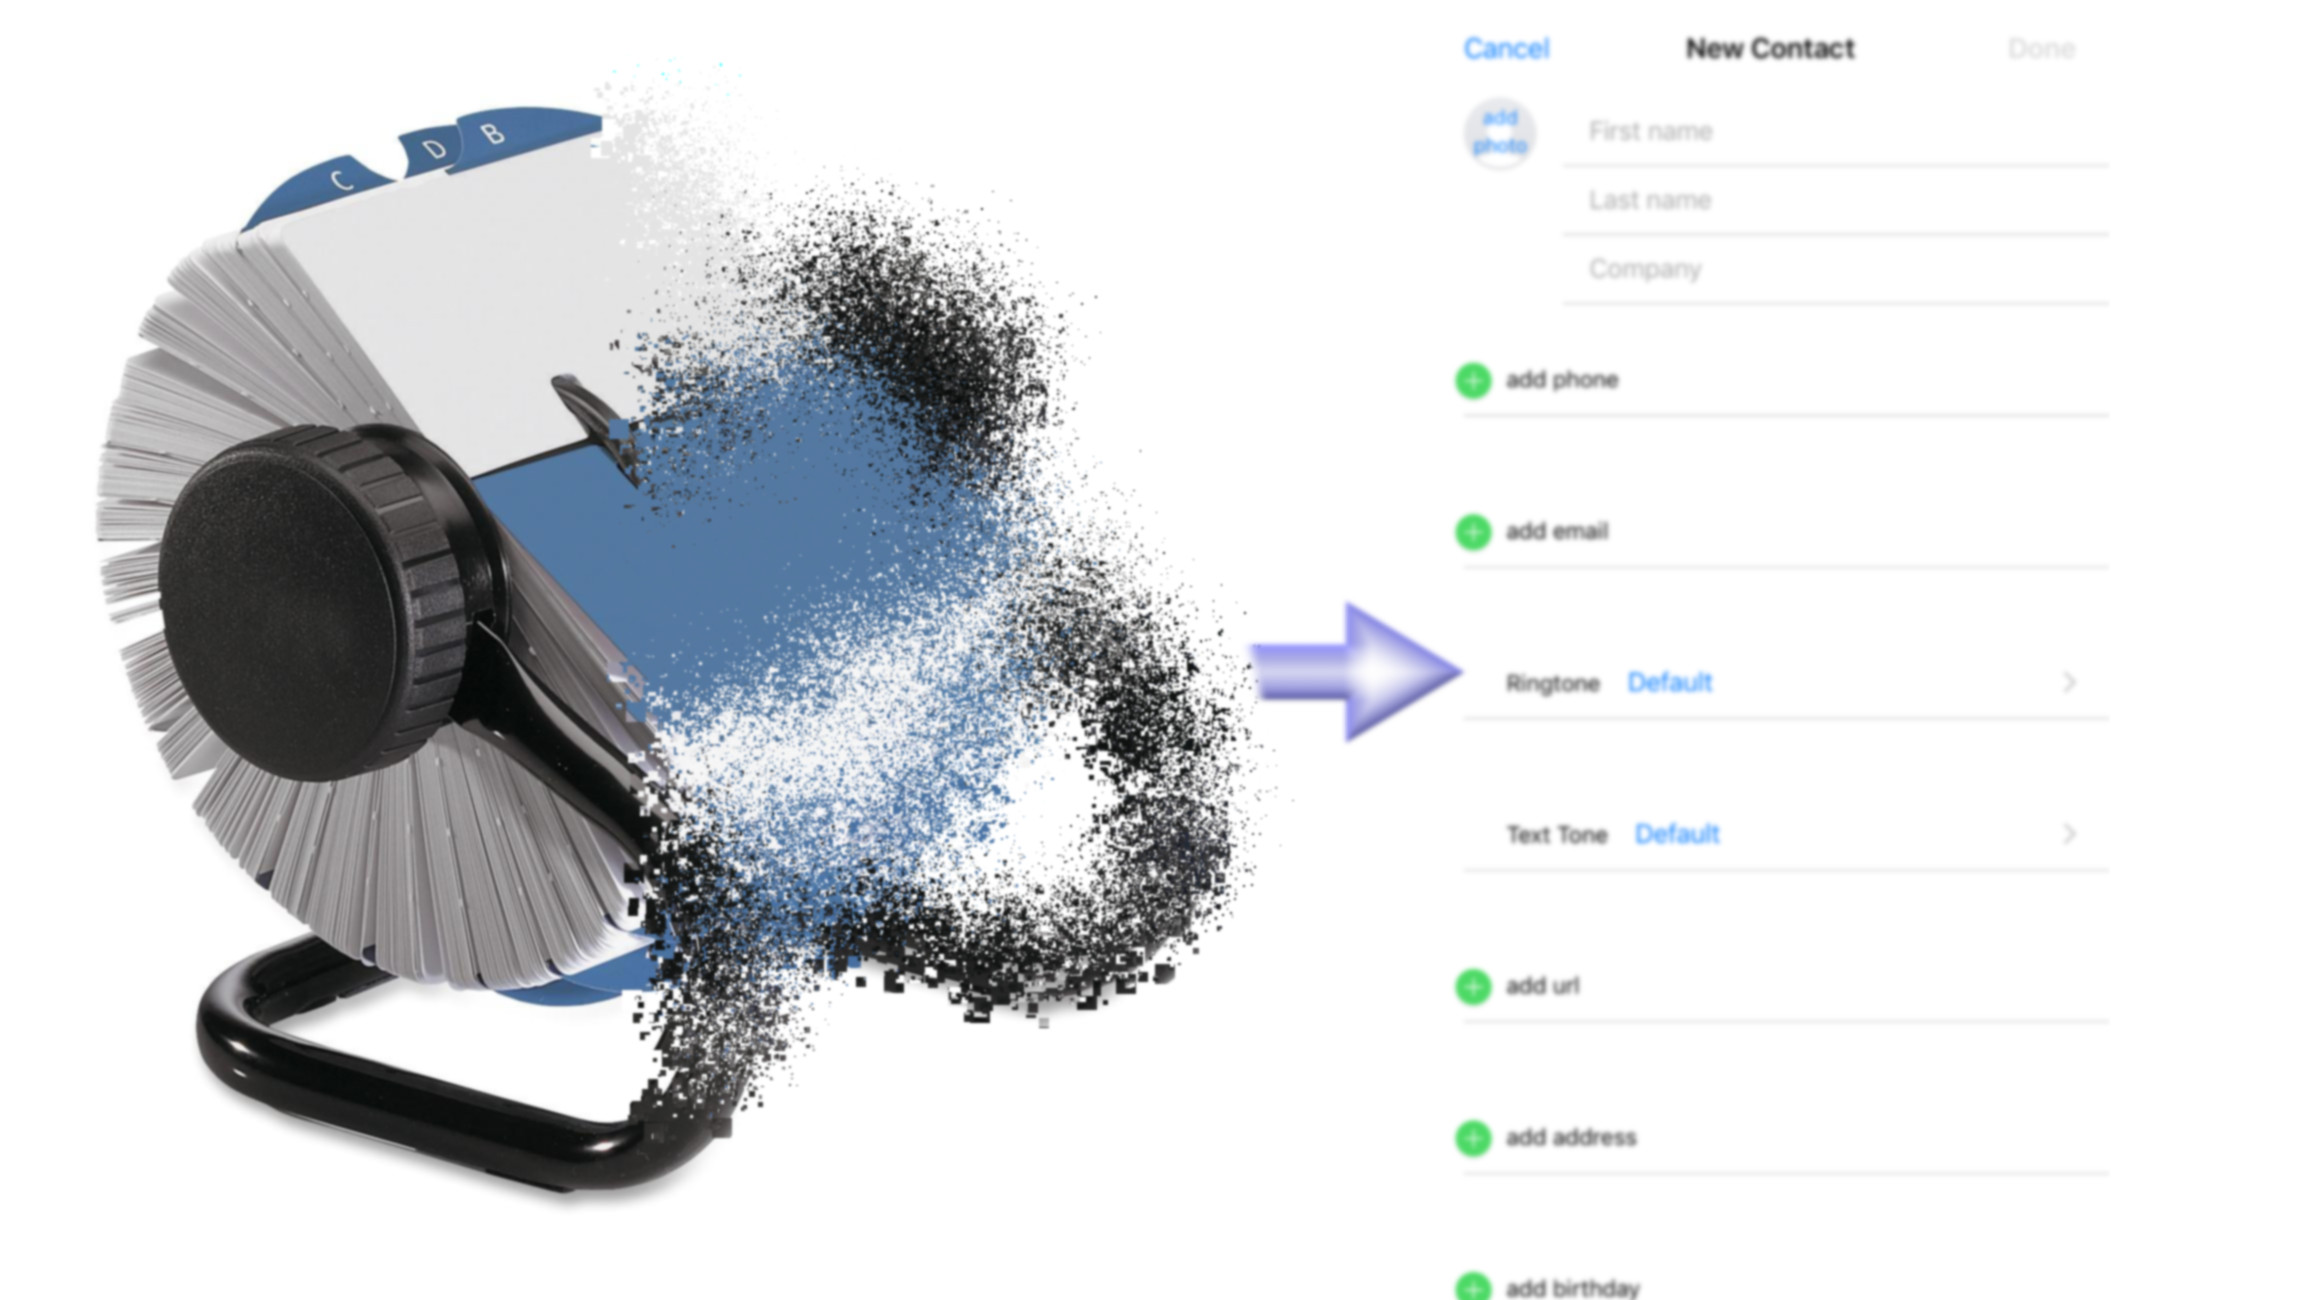 C D B
Cancel New Contact Done
add
photo
First name
Last name
Company
add phone
add email
Ringtone Default
Text Tone Default
add url
add address
add birthday